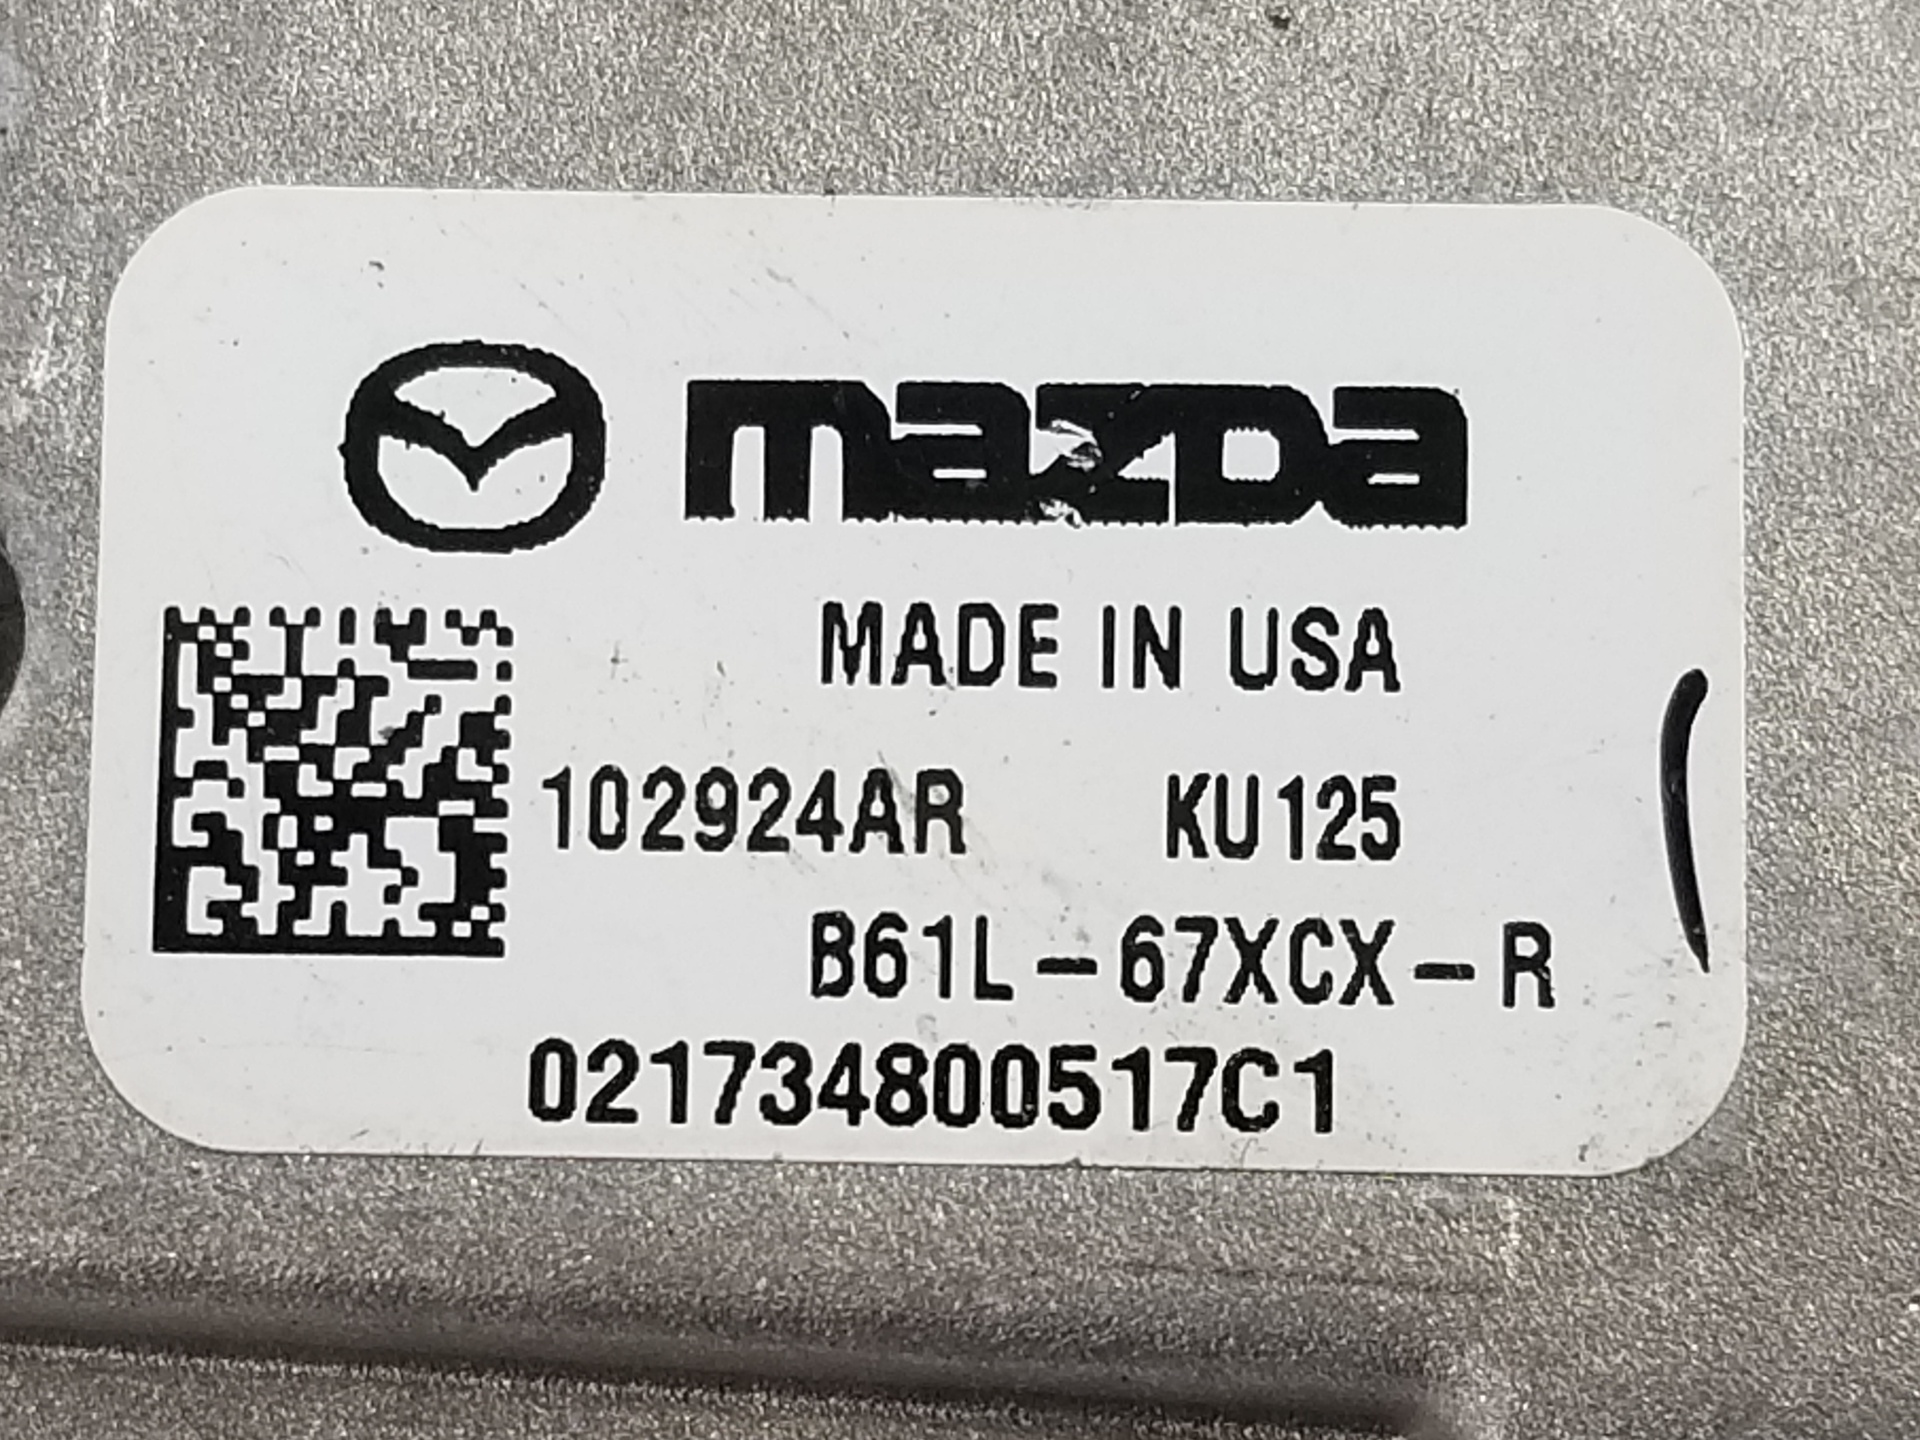 mazda
MADE IN USA
102924AR KU125
B61L-67XCX-R
021734800517C1